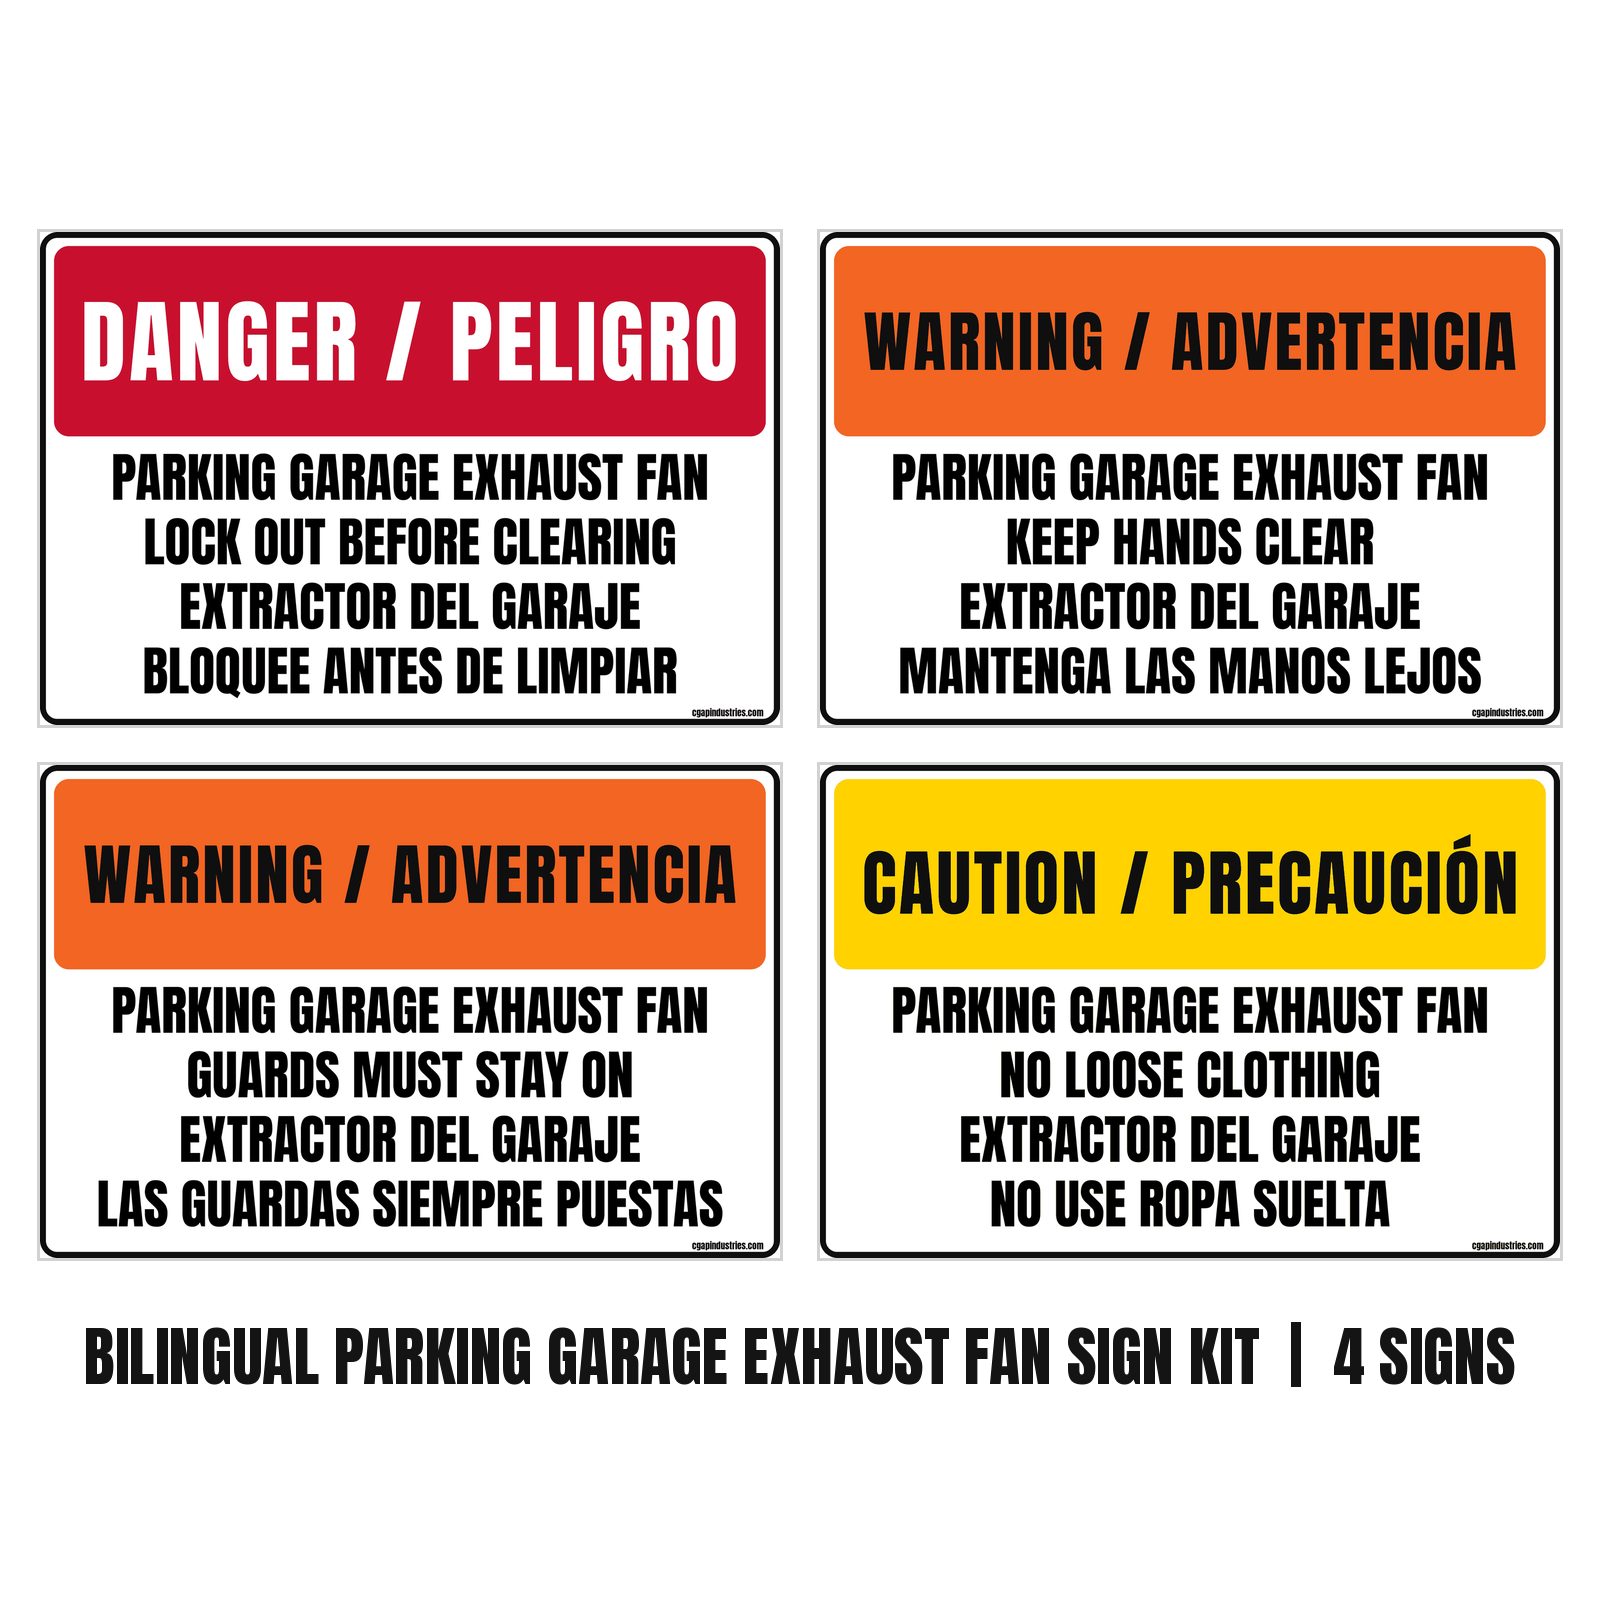 DANGER / PELIGRO
PARKING GARAGE EXHAUST FAN
LOCK OUT BEFORE CLEARING
EXTRACTOR DEL GARAJE
BLOQUEE ANTES DE LIMPIAR
cgapindustries.com
WARNING / ADVERTENCIA
PARKING GARAGE EXHAUST FAN
KEEP HANDS CLEAR
EXTRACTOR DEL GARAJE
MANTENGA LAS MANOS LEJOS
cgapindustries.com
WARNING / ADVERTENCIA
PARKING GARAGE EXHAUST FAN
GUARDS MUST STAY ON
EXTRACTOR DEL GARAJE
LAS GUARDAS SIEMPRE PUESTAS
cgapindustries.com
CAUTION / PRECAUCIÓN
PARKING GARAGE EXHAUST FAN
NO LOOSE CLOTHING
EXTRACTOR DEL GARAJE
NO USE ROPA SUELTA
cgapindustries.com
BILINGUAL PARKING GARAGE EXHAUST FAN SIGN KIT | 4 SIGNS